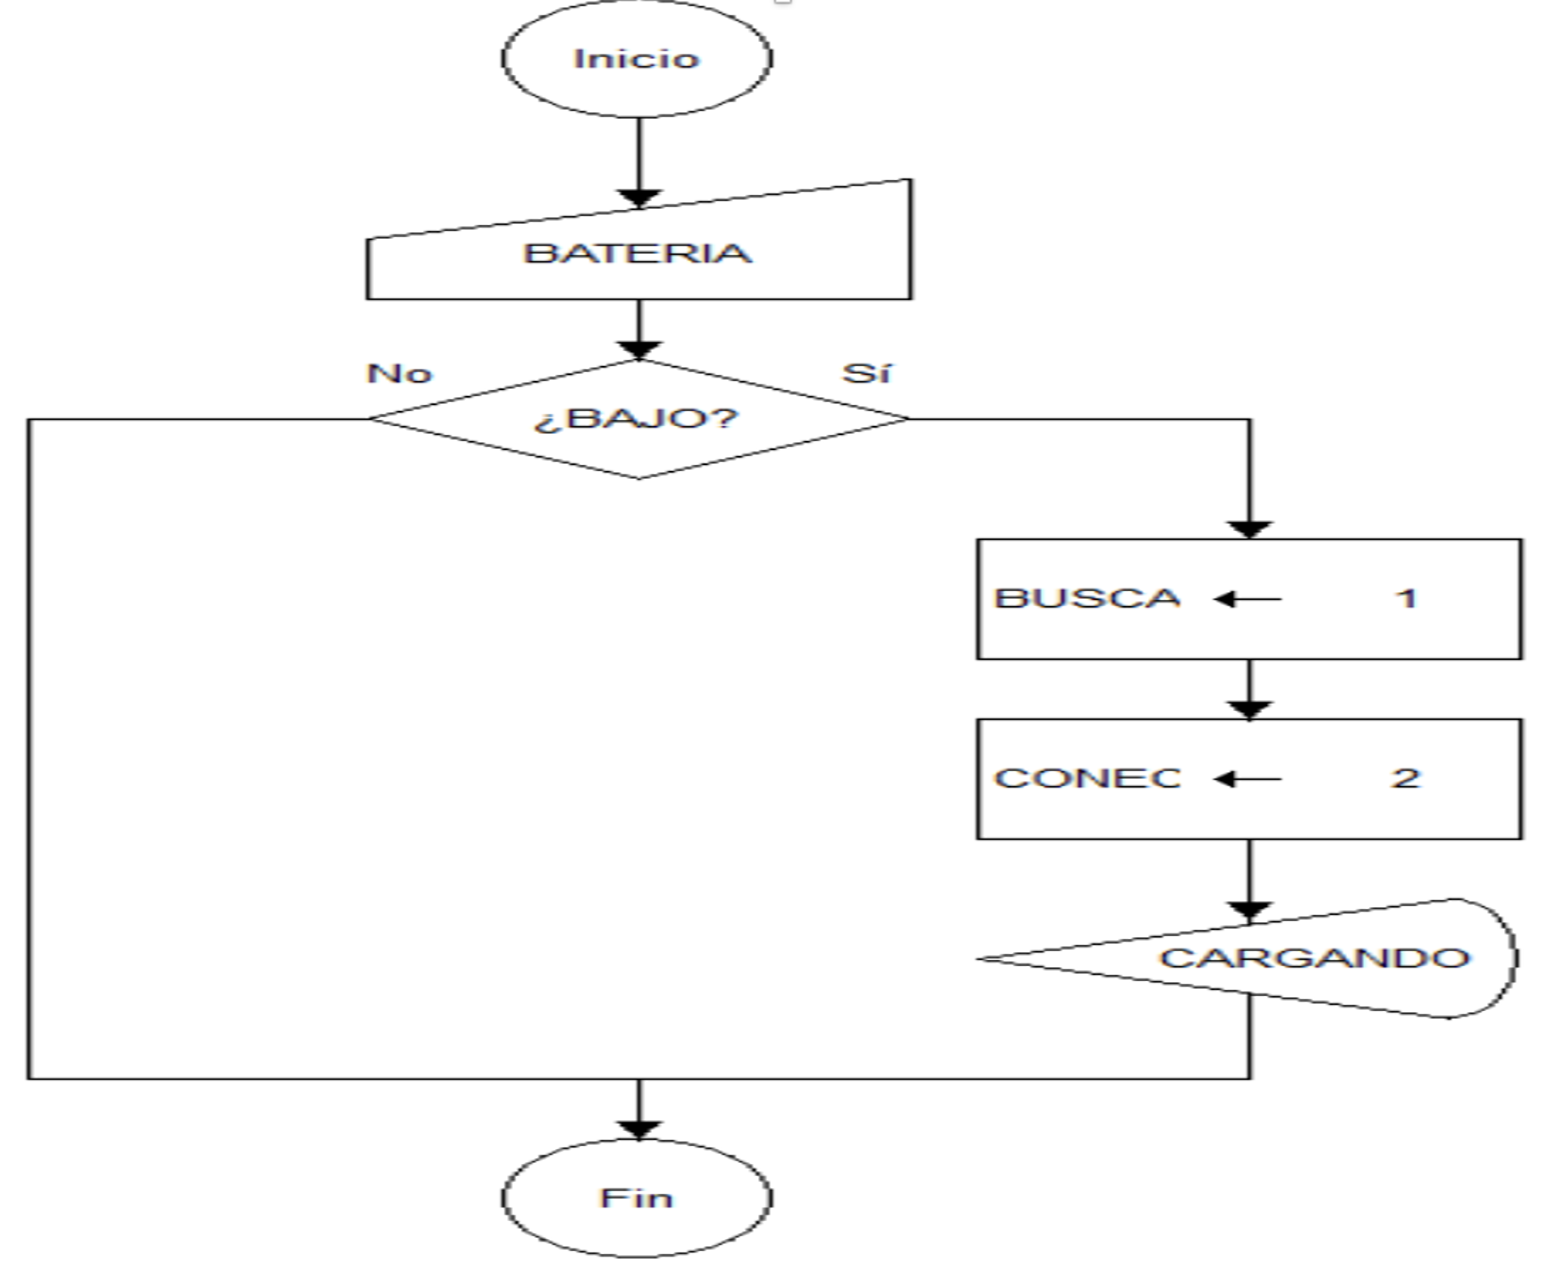 Inicio
BATERIA
No
Sí
¿BAJO?
BUSCA ← 1
CONEC ← 2
CARGANDO
Fin